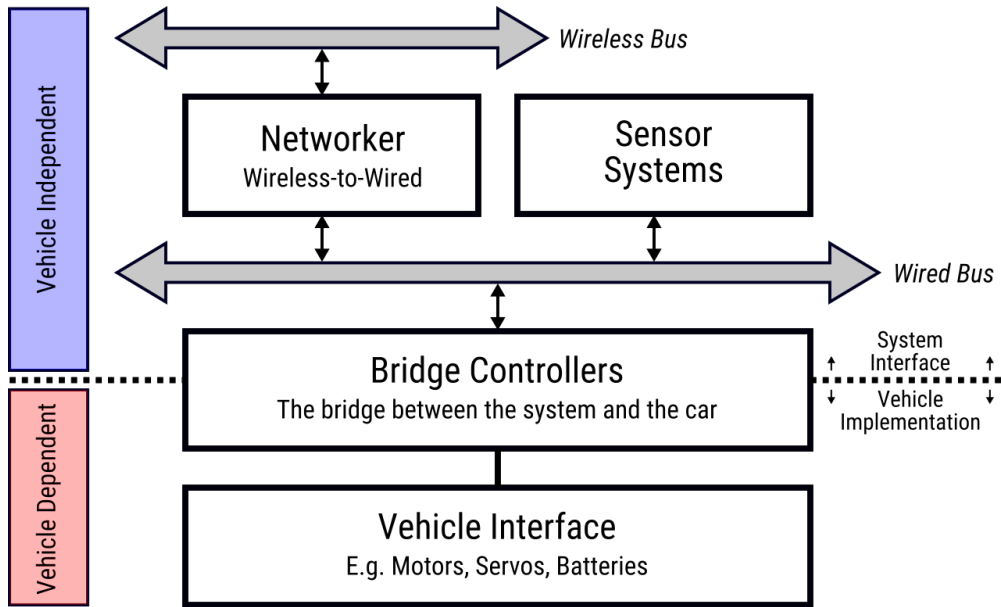 Wireless Bus
Vehicle Independent
Networker
Wireless-to-Wired
Sensor
Systems
Wired Bus
Bridge Controllers
The bridge between the system and the car
System
Interface
Vehicle
Implementation
Vehicle Dependent
Vehicle Interface
E.g. Motors, Servos, Batteries